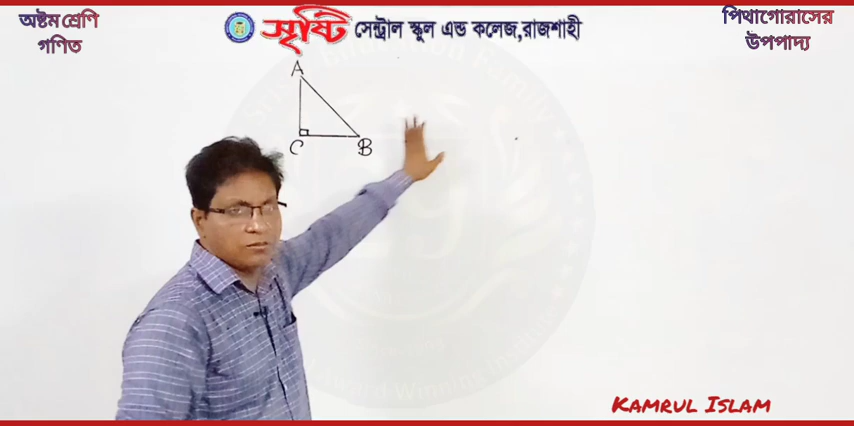 অষ্টম শ্রেণি
গণিত
সৃষ্টি সেন্ট্রাল স্কুল এন্ড কলেজ,রাজশাহী
পিথাগোরাসের
উপপাদ্য
A
C
B
KAMRUL ISLAM